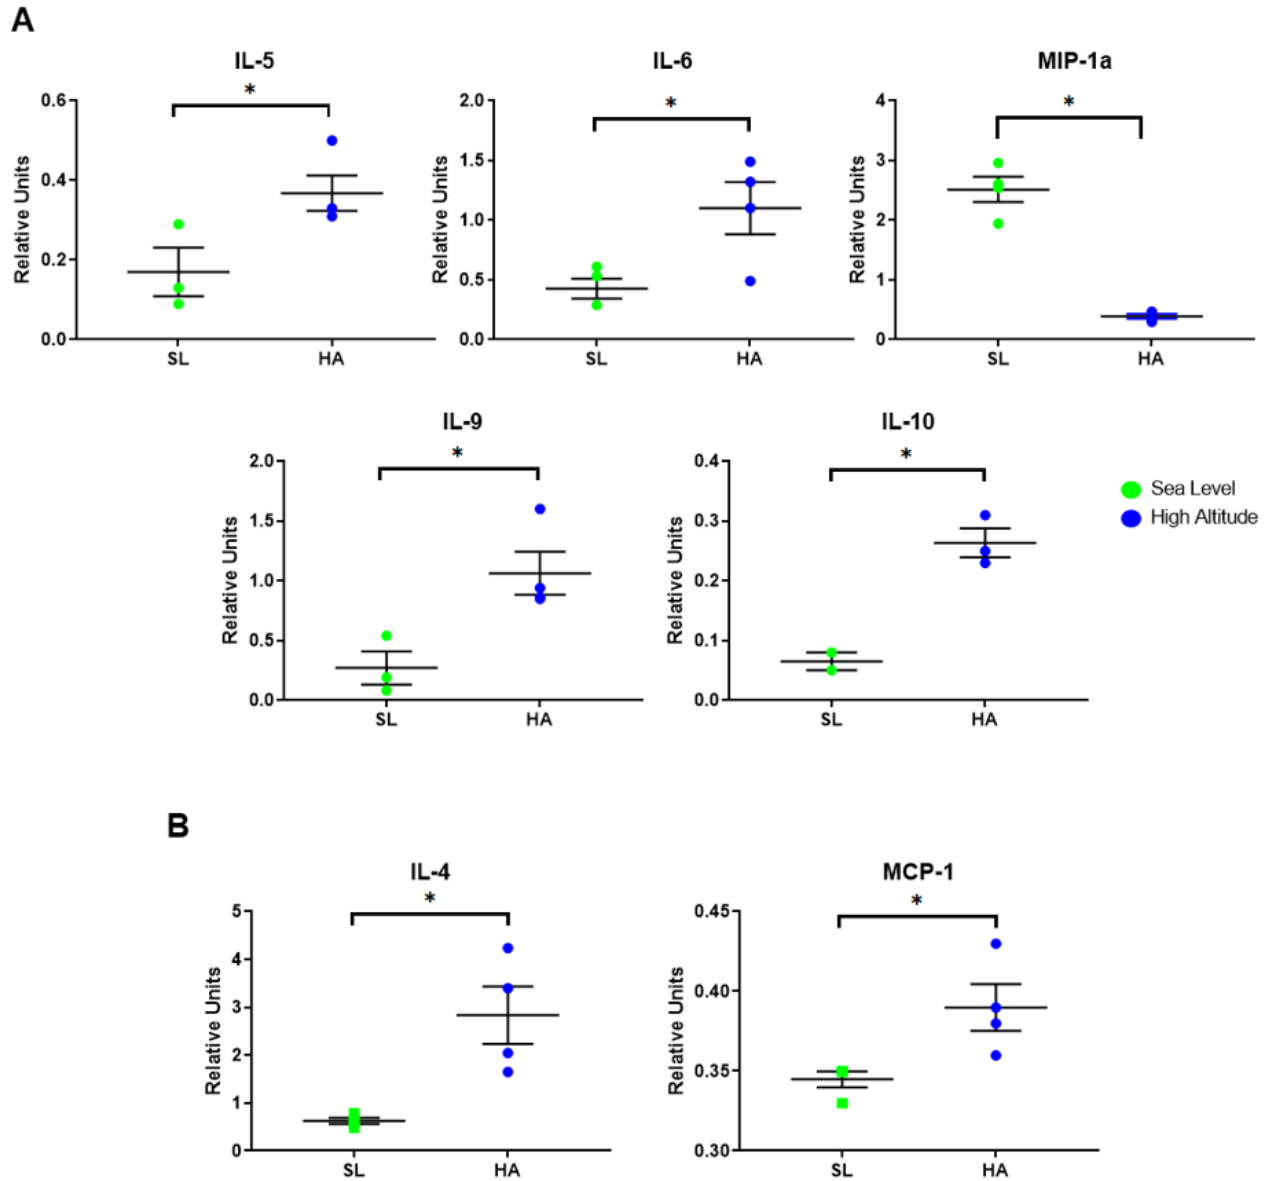 A
IL-5
*
Relative Units
0.6
0.4
0.2
0.0
SL
HA
IL-6
*
Relative Units
2.0
1.5
1.0
0.5
0.0
SL
HA
MIP-1a
*
Relative Units
4
3
2
1
0
SL
HA
IL-9
*
Relative Units
2.0
1.5
1.0
0.5
0.0
SL
HA
IL-10
*
Relative Units
0.4
0.3
0.2
0.1
0.0
SL
HA
Sea Level
High Altitude
B
IL-4
*
Relative Units
5
4
3
2
1
0
SL
HA
MCP-1
*
Relative Units
0.45
0.40
0.35
0.30
SL
HA